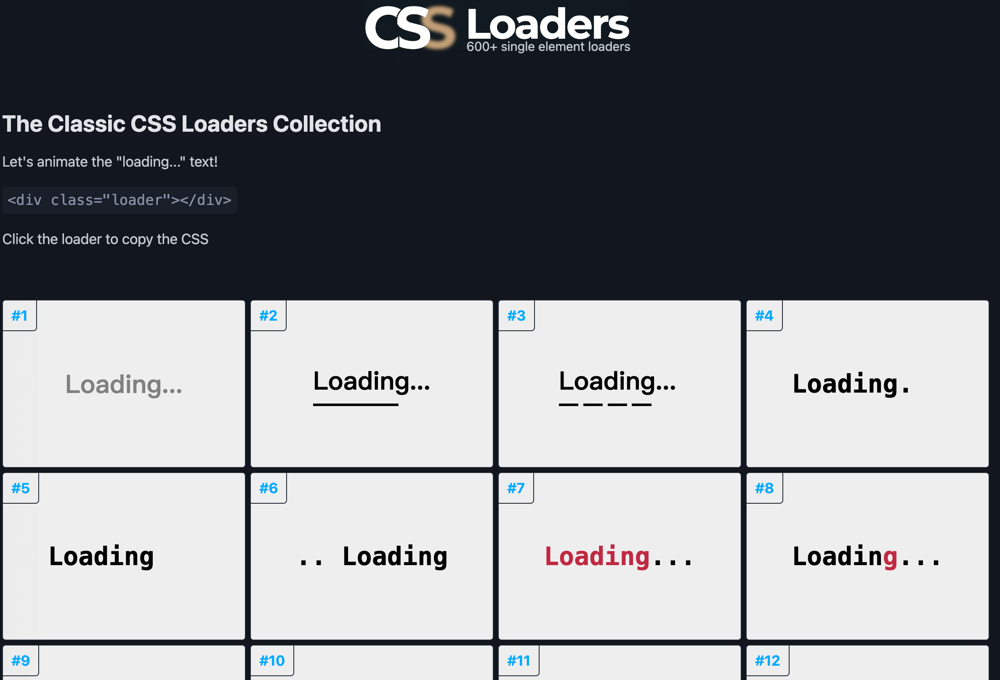 CSS Loaders
600+ single element loaders
The Classic CSS Loaders Collection
Let's animate the "loading..." text!
<div class="loader"></div>
Click the loader to copy the CSS
#1
Loading...
#2
Loading...
#3
Loading...
#4
Loading.
#5
Loading
#6
.. Loading
#7
Loading...
#8
Loading...
#9
#10
#11
#12